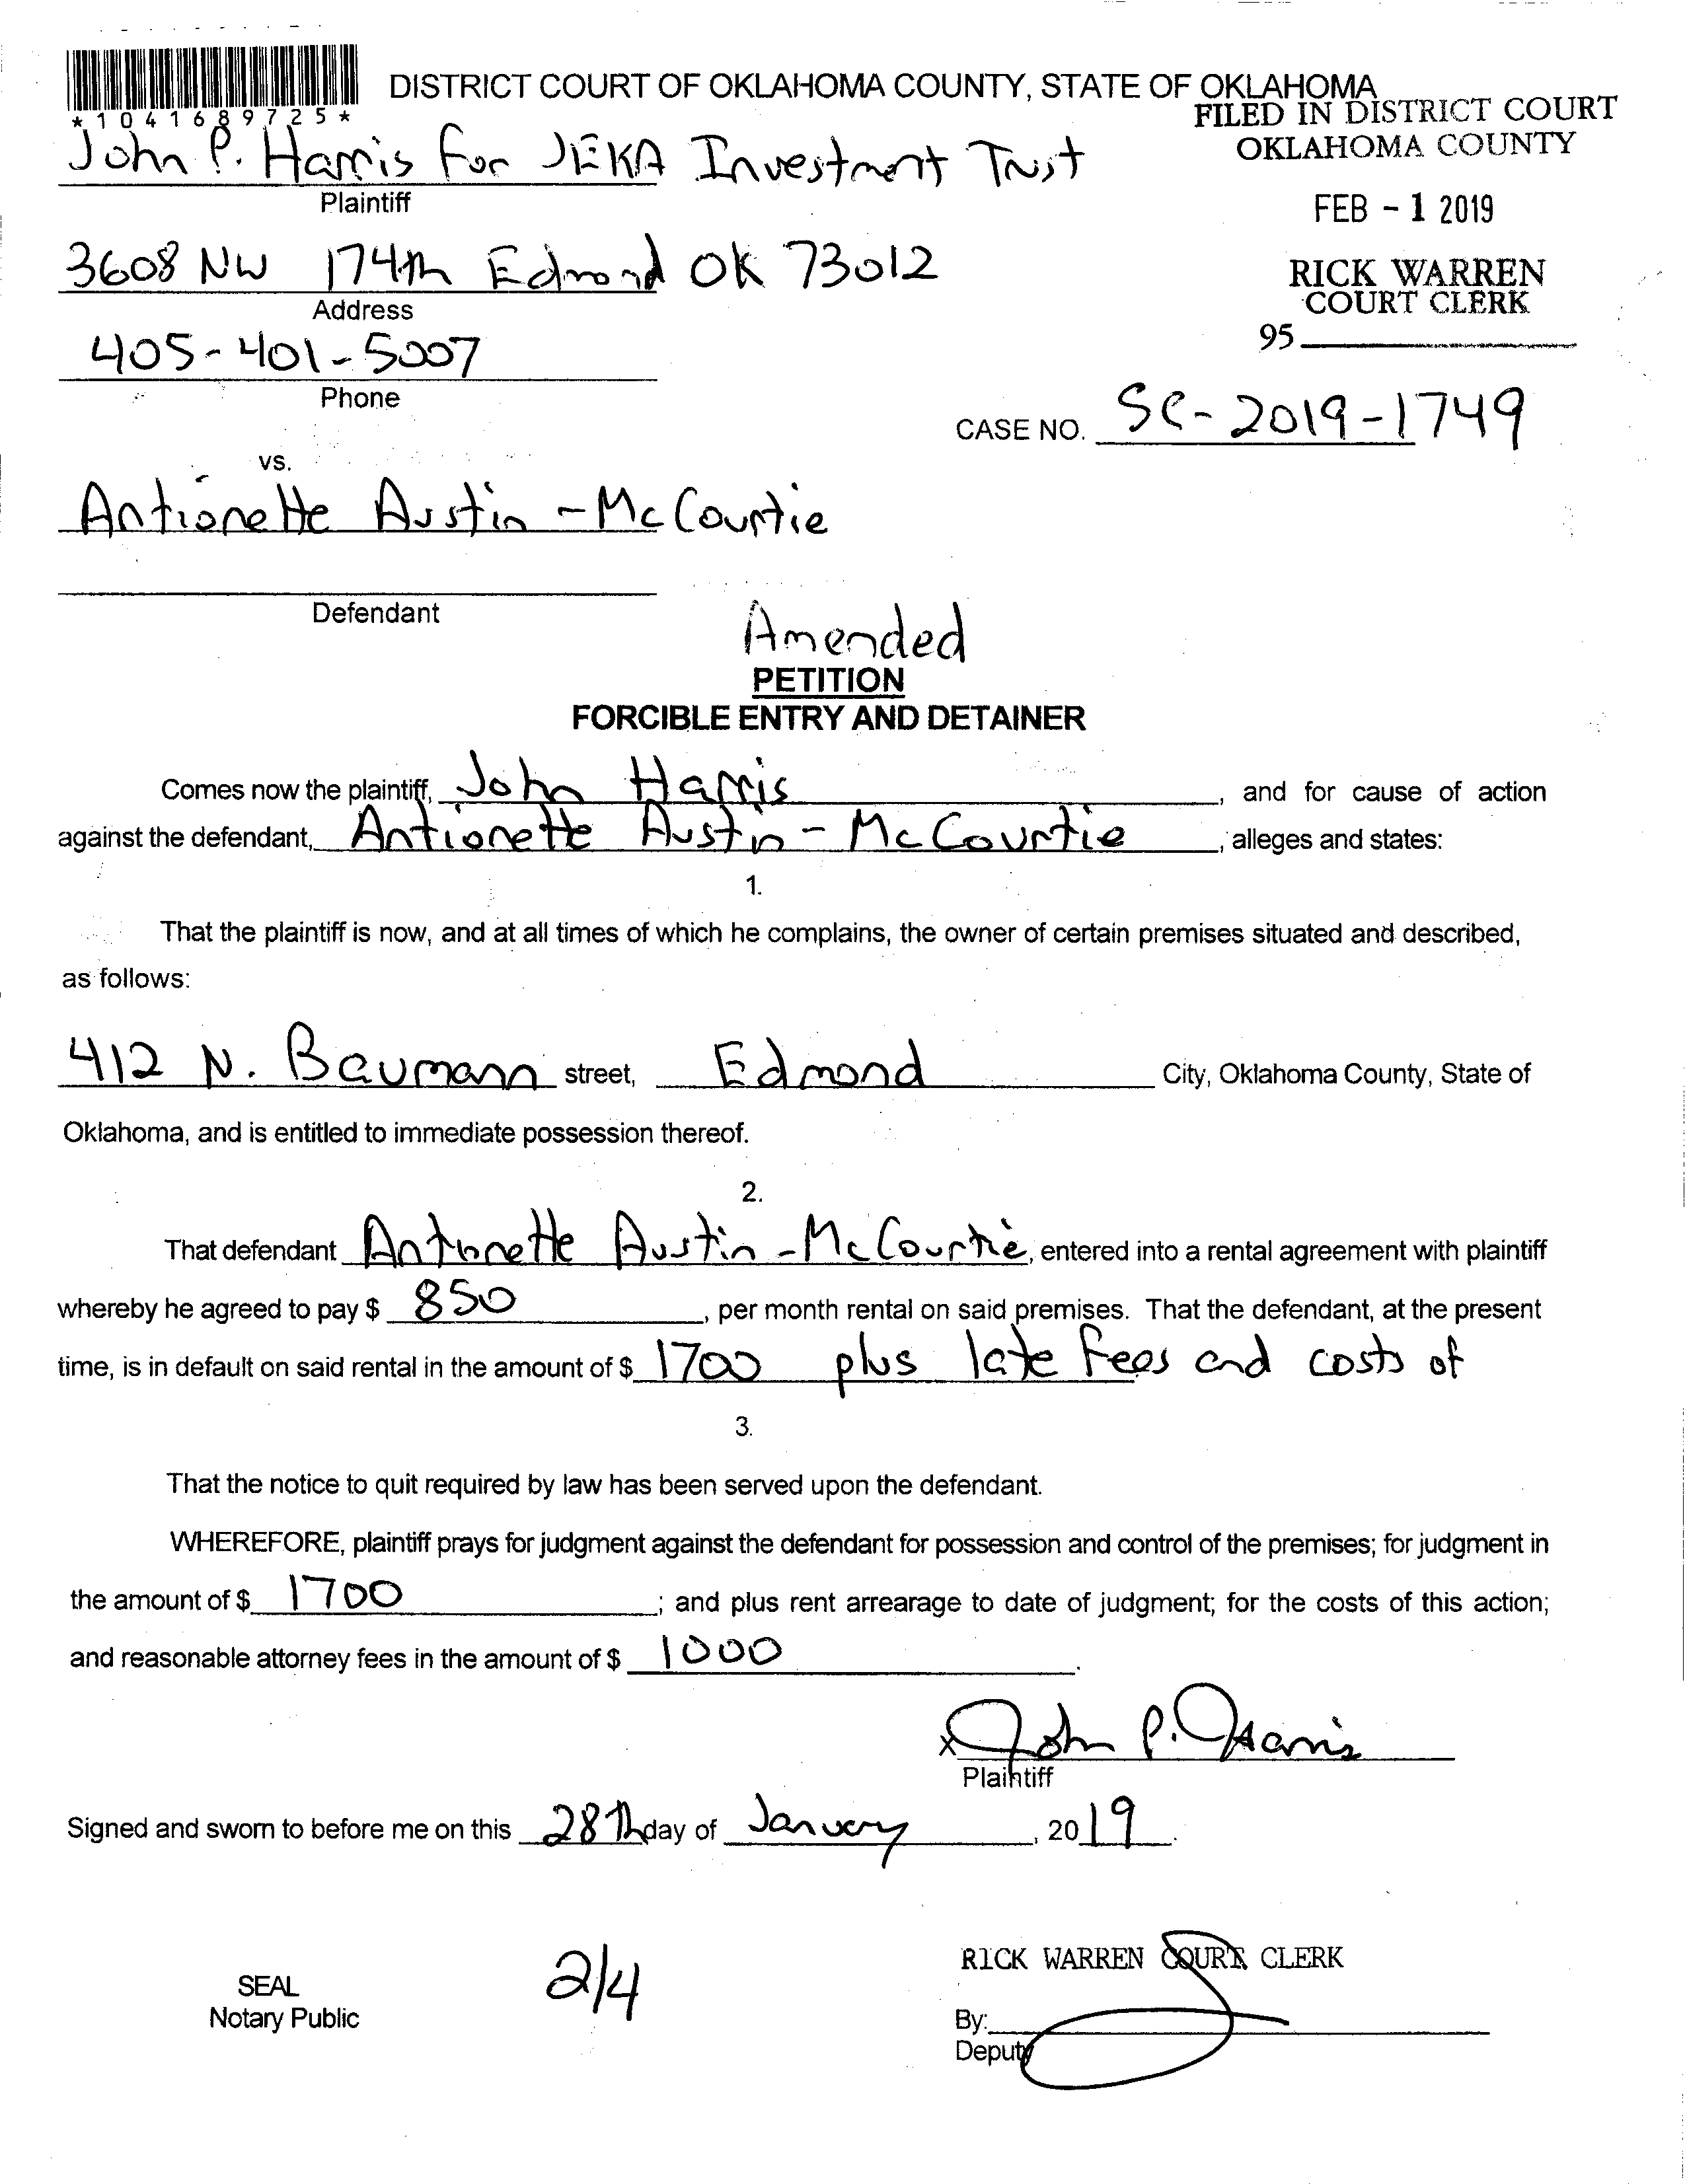 DISTRICT COURT OF OKLAHOMA COUNTY, STATE OF OKLAHOMA
*1041689725*
FILED IN DISTRICT COURT
OKLAHOMA COUNTY
John P. Harris For JEKA Investment Trust
Plaintiff
FEB - 1 2019
3608 NW 174th Edmond OK 73012
Address
RICK WARREN
COURT CLERK
95
405-401-5007
Phone
CASE NO. SC-2019-1749
vs.
Antionette Austin-McCourtie
Defendant
Amended
PETITION
FORCIBLE ENTRY AND DETAINER
Comes now the plaintiff, John Harris, and for cause of action
against the defendant, Antionette Austin-McCourtie, alleges and states:
1.
That the plaintiff is now, and at all times of which he complains, the owner of certain premises situated and described,
as follows:
412 N. Baumann street, Edmond City, Oklahoma County, State of
Oklahoma, and is entitled to immediate possession thereof.
2.
That defendant Antionette Austin-McCourtie, entered into a rental agreement with plaintiff
whereby he agreed to pay $ 850, per month rental on said premises. That the defendant, at the present
time, is in default on said rental in the amount of $ 1700 plus late fees and costs of
3.
That the notice to quit required by law has been served upon the defendant.
WHEREFORE, plaintiff prays for judgment against the defendant for possession and control of the premises; for judgment in
the amount of $ 1700; and plus rent arrearage to date of judgment; for the costs of this action;
and reasonable attorney fees in the amount of $ 1000.
x John P. Harris
Plaintiff
Signed and sworn to before me on this 28th day of January, 2019.
2/4
RICK WARREN COURT CLERK
SEAL
Notary Public
By:
Deputy